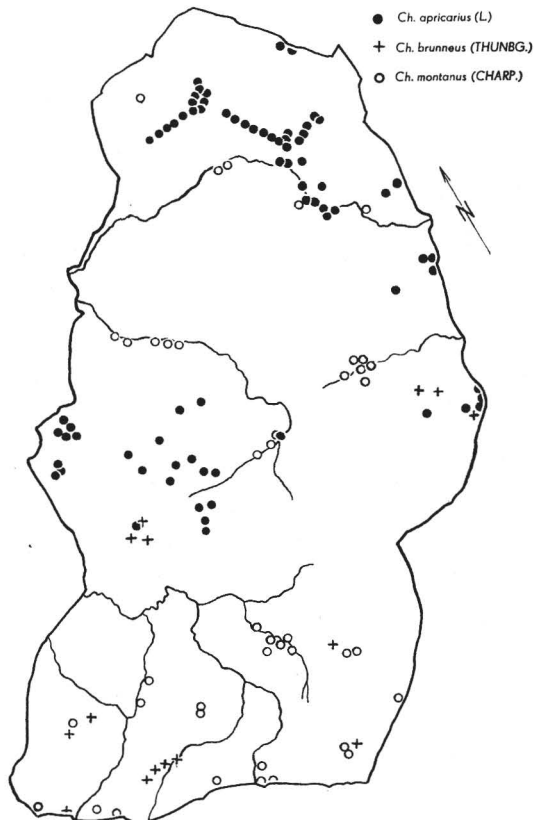 Ch. apricarius (L.)
Ch. brunneus (THUNBG.)
Ch. montanus (CHARP.)
N